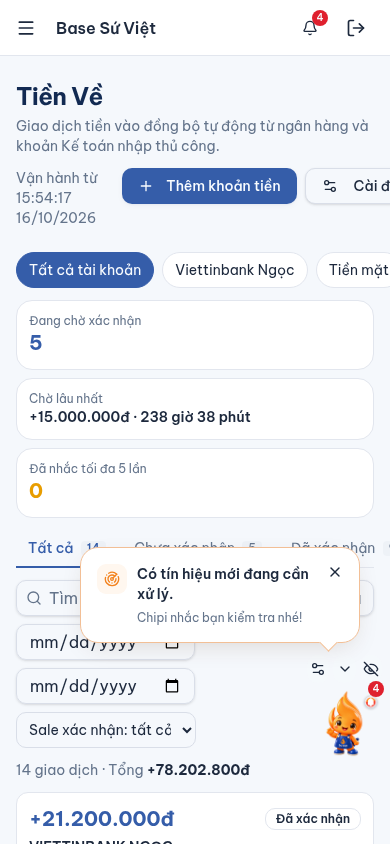 Base Sứ Việt
4
Tiền Về
Giao dịch tiền vào đồng bộ tự động từ ngân hàng và
khoản Kế toán nhập thủ công.
Vận hành từ
15:54:17
16/10/2026
Thêm khoản tiền
Cài đ
Tất cả tài khoản
Viettinbank Ngọc
Tiền mặt
Đang chờ xác nhận
5
Chờ lâu nhất
+15.000.000đ · 238 giờ 38 phút
Đã nhắc tối đa 5 lần
0
Tất cả 14
Chưa xác nhận 5
Đã xác nhận
Có tín hiệu mới đang cần
xử lý.
Chipi nhắc bạn kiểm tra nhé!
Tìm
mm/dd/yyyy
mm/dd/yyyy
4
Sale xác nhận: tất cả
14 giao dịch · Tổng +78.202.800đ
+21.200.000đ
Đã xác nhận
VIETTINBANK NGỌC